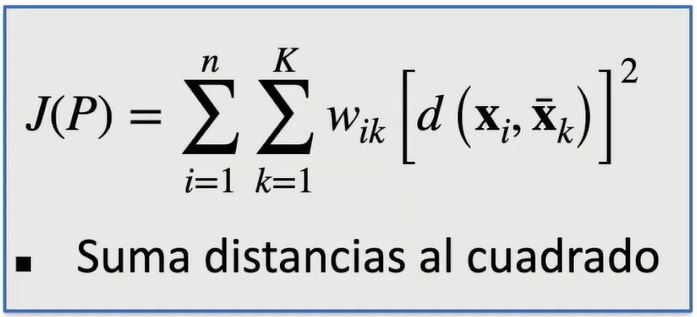 J(P) = ∑_{i=1}^{n} ∑_{k=1}^{K} w_{ik} [d (𝐱_i, 𝐱̄_k)]^2
▪ Suma distancias al cuadrado